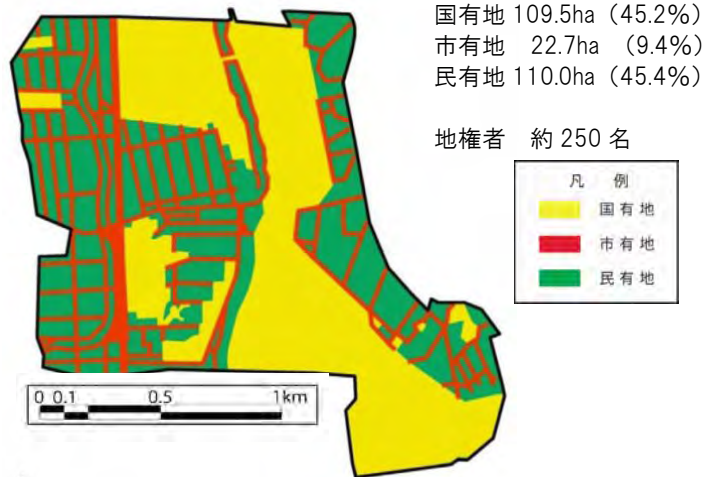 国有地 109.5ha（45.2%）
市有地　22.7ha　（9.4%）
民有地 110.0ha（45.4%）
地権者　約 250 名
凡　例
国有地
市有地
民有地
0 0.1 0.5 1km